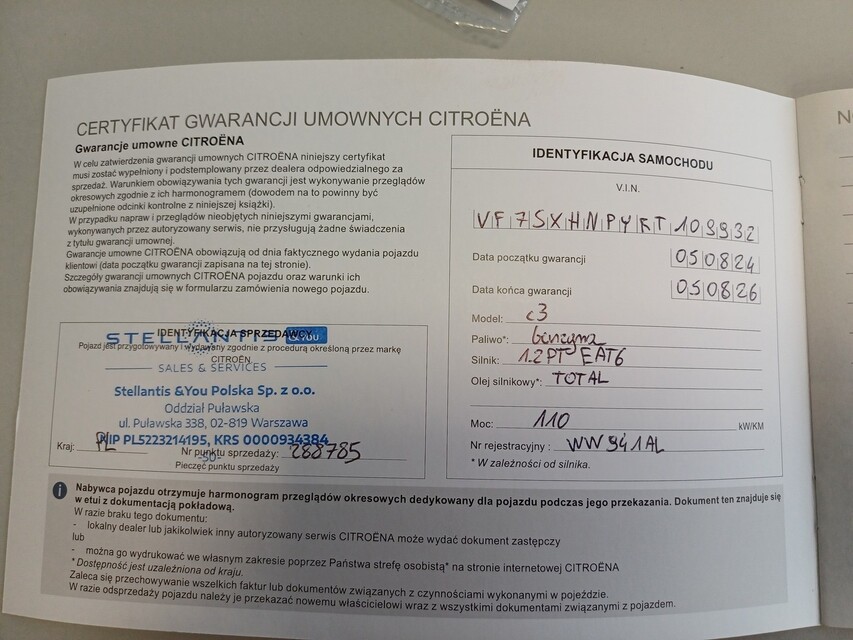 CERTYFIKAT GWARANCJI UMOWNYCH CITROËNA
Gwarancje umowne CITROËNA
W celu zatwierdzenia gwarancji umownych CITROËNA niniejszy certyfikat
musi zostać wypełniony i podstemplowany przez dealera odpowiedzialnego za
sprzedaż. Warunkiem obowiązywania tych gwarancji jest wykonywanie przeglądów
okresowych zgodnie z ich harmonogramem (dowodem na to powinny być
uzupełnione odcinki kontrolne z niniejszej książki).
W przypadku napraw i przeglądów nieobjętych niniejszymi gwarancjami,
wykonywanych przez autoryzowany serwis, nie przysługują żadne świadczenia
z tytułu gwarancji umownej.
Gwarancje umowne CITROËNA obowiązują od dnia faktycznego wydania pojazdu
klientowi (data początku gwarancji zapisana na tej stronie).
Szczegóły gwarancji umownych CITROËNA pojazdu oraz warunki ich
obowiązywania znajdują się w formularzu zamówienia nowego pojazdu.
IDENTYFIKACJA SPRZEDAWCY
STELLANTIS &You
Pojazd jest przygotowywany i wydawany zgodnie z procedurą określoną przez markę
CITROËN
SALES & SERVICES
Stellantis &You Polska Sp. z o.o.
Oddział Puławska
ul. Puławska 338, 02-819 Warszawa
NIP PL5223214195, KRS 0000934384
Kraj: PL Nr punktu sprzedaży: 288785
-50-
Pieczęć punktu sprzedaży
IDENTYFIKACJA SAMOCHODU
V.I.N.
VF7SXHNPYRT109932
Data początku gwarancji 050824
Data końca gwarancji 050826
Model: c3
Paliwo*: benzyna
Silnik: 1.2PT EAT6
Olej silnikowy*: TOTAL
Moc: 110 kW/KM
Nr rejestracyjny : WW941AL
* W zależności od silnika.
i Nabywca pojazdu otrzymuje harmonogram przeglądów okresowych dedykowany dla pojazdu podczas jego przekazania. Dokument ten znajduje się
w etui z dokumentacją pokładową.
W razie braku tego dokumentu:
- lokalny dealer lub jakikolwiek inny autoryzowany serwis CITROËNA może wydać dokument zastępczy
lub
- można go wydrukować we własnym zakresie poprzez Państwa strefę osobistą* na stronie internetowej CITROËNA
* Dostępność jest uzależniona od kraju.
Zaleca się przechowywanie wszelkich faktur lub dokumentów związanych z czynnościami wykonanymi w pojeździe.
W razie odsprzedaży pojazdu należy je przekazać nowemu właścicielowi wraz z wszystkimi dokumentami związanymi z pojazdem.